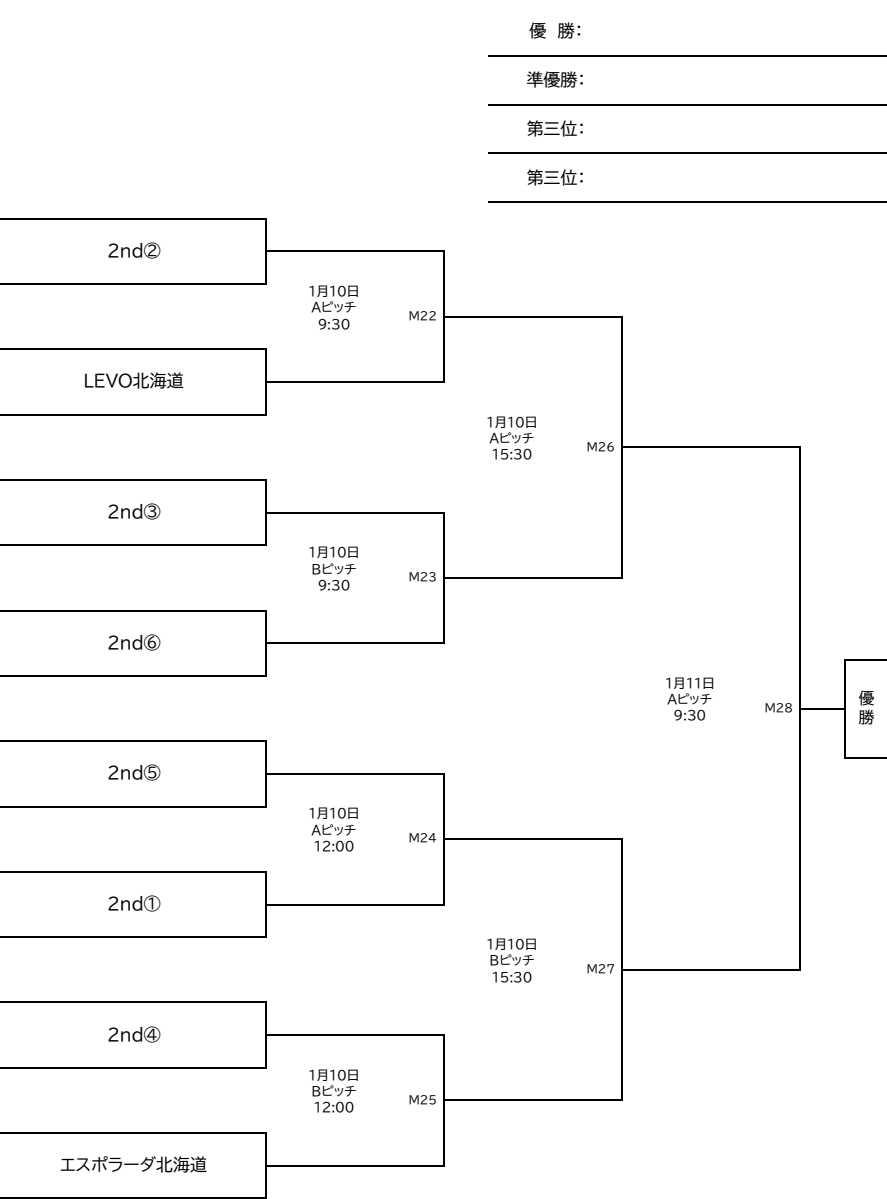 優 勝：
準優勝：
第三位：
第三位：
2nd②
1月10日
Aピッチ
9:30
M22
LEVO北海道
1月10日
Aピッチ
15:30
M26
2nd③
1月10日
Bピッチ
9:30
M23
2nd⑥
1月11日
Aピッチ
9:30
M28
優
勝
2nd⑤
1月10日
Aピッチ
12:00
M24
2nd①
1月10日
Bピッチ
15:30
M27
2nd④
1月10日
Bピッチ
12:00
M25
エスポラーダ北海道